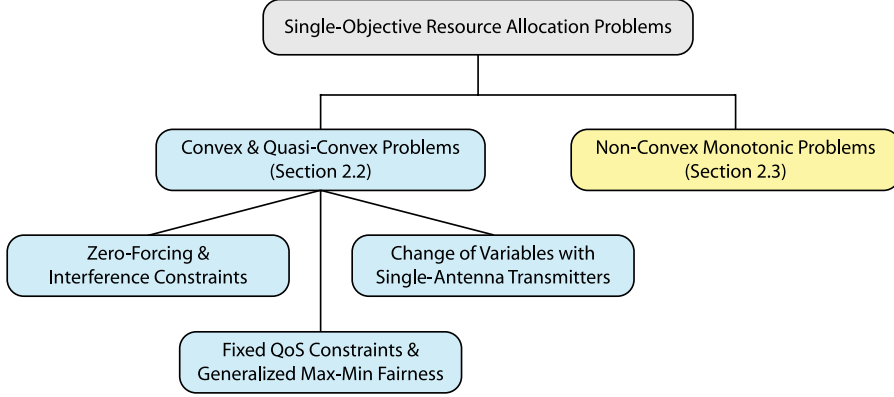 Single-Objective Resource Allocation Problems
Convex & Quasi-Convex Problems
(Section 2.2)
Non-Convex Monotonic Problems
(Section 2.3)
Zero-Forcing &
Interference Constraints
Change of Variables with
Single-Antenna Transmitters
Fixed QoS Constraints &
Generalized Max-Min Fairness